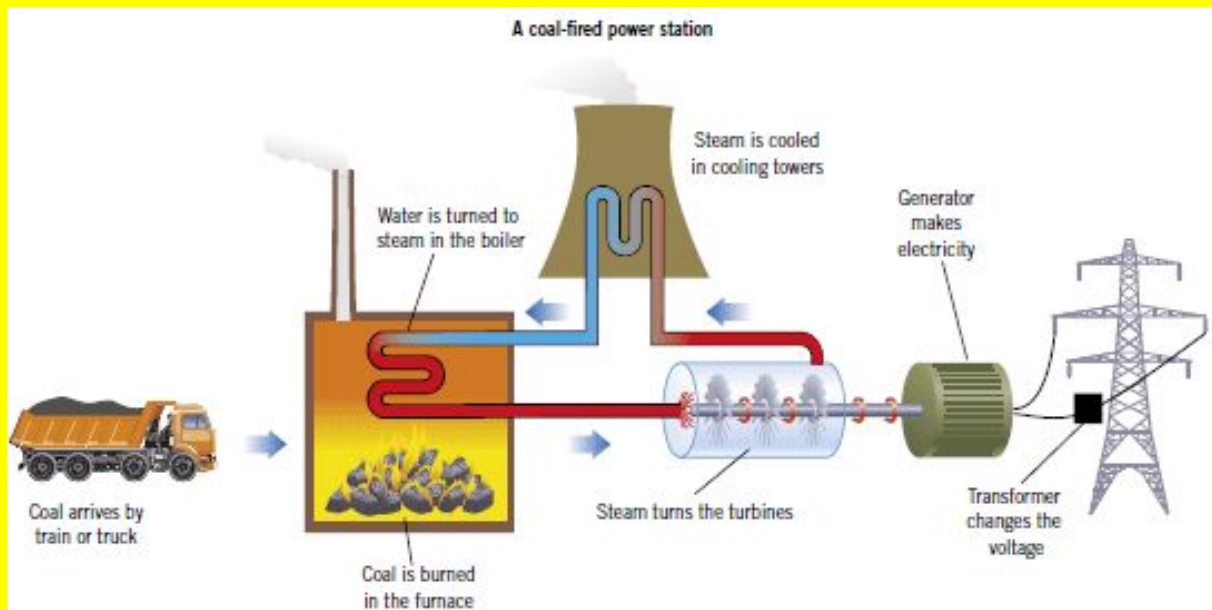 A coal-fired power station
Steam is cooled
in cooling towers
Water is turned to
steam in the boiler
Generator
makes
electricity
Coal arrives by
train or truck
Steam turns the turbines
Transformer
changes the
voltage
Coal is burned
in the furnace